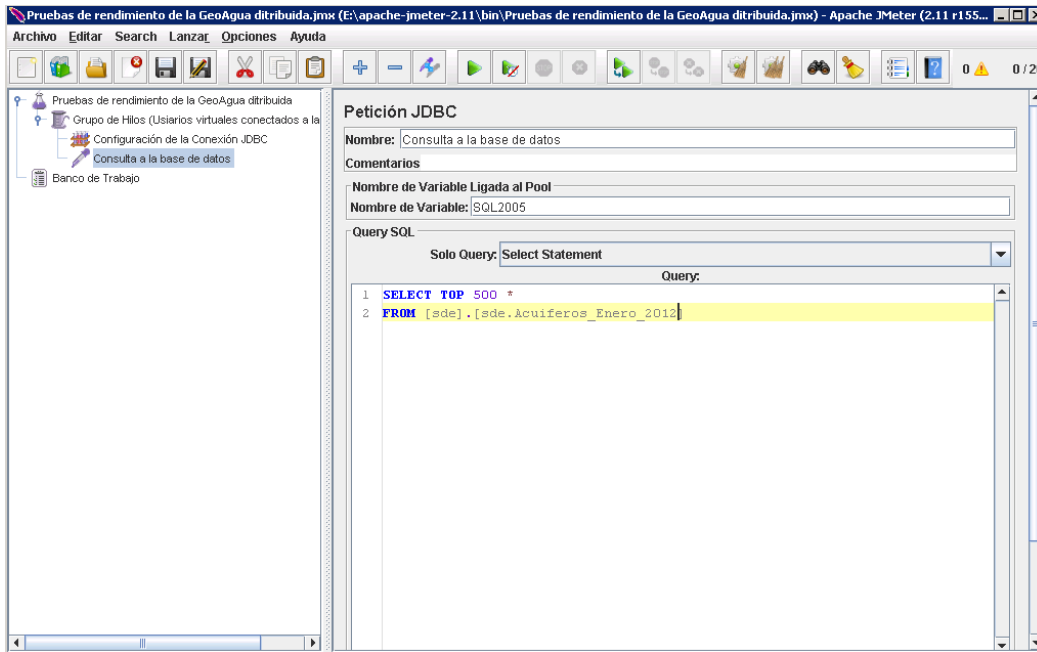 Pruebas de rendimiento de la GeoAgua ditribuida.jmx (E:\apache-jmeter-2.11\bin\Pruebas de rendimiento de la GeoAgua ditribuida.jmx) - Apache JMeter (2.11 r155...
Archivo Editar Search Lanzar Opciones Ayuda
0 0/2
Pruebas de rendimiento de la GeoAgua ditribuida
Grupo de Hilos (Usiarios virtuales conectados a la
Configuración de la Conexión JDBC
Consulta a la base de datos
Banco de Trabajo
Petición JDBC
Nombre: Consulta a la base de datos
Comentarios
Nombre de Variable Ligada al Pool
Nombre de Variable: SQL2005
Query SQL
Solo Query: Select Statement
Query:
1 SELECT TOP 500 *
2 FROM [sde].[sde.Acuiferos_Enero_2012]